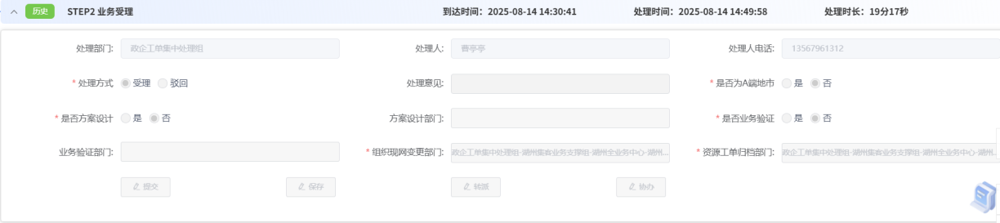 历史 STEP2 业务受理 到达时间：2025-08-14 14:30:41 处理时间：2025-08-14 14:49:58 处理时长：19分17秒
处理部门: 政企工单集中处理组 处理人: 曹亭亭 处理人电话: 13567961312
* 处理方式 受理 驳回 处理意见: * 是否为A端地市 是 否
* 是否方案设计 是 否 方案设计部门: * 是否业务验证 是 否
业务验证部门: * 组织现网变更部门: 政企工单集中处理组-湖州集客业务支撑组-湖州全业务中心-湖州... * 资源工单归档部门: 政企工单集中处理组-湖州集客业务支撑组-湖州全业务中心-湖州...
提交 保存 转派 协办